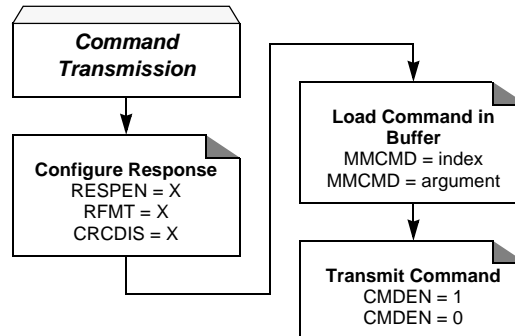 Command
Transmission
Configure Response
RESPEN = X
RFMT = X
CRCDIS = X
Load Command in
Buffer
MMCMD = index
MMCMD = argument
Transmit Command
CMDEN = 1
CMDEN = 0